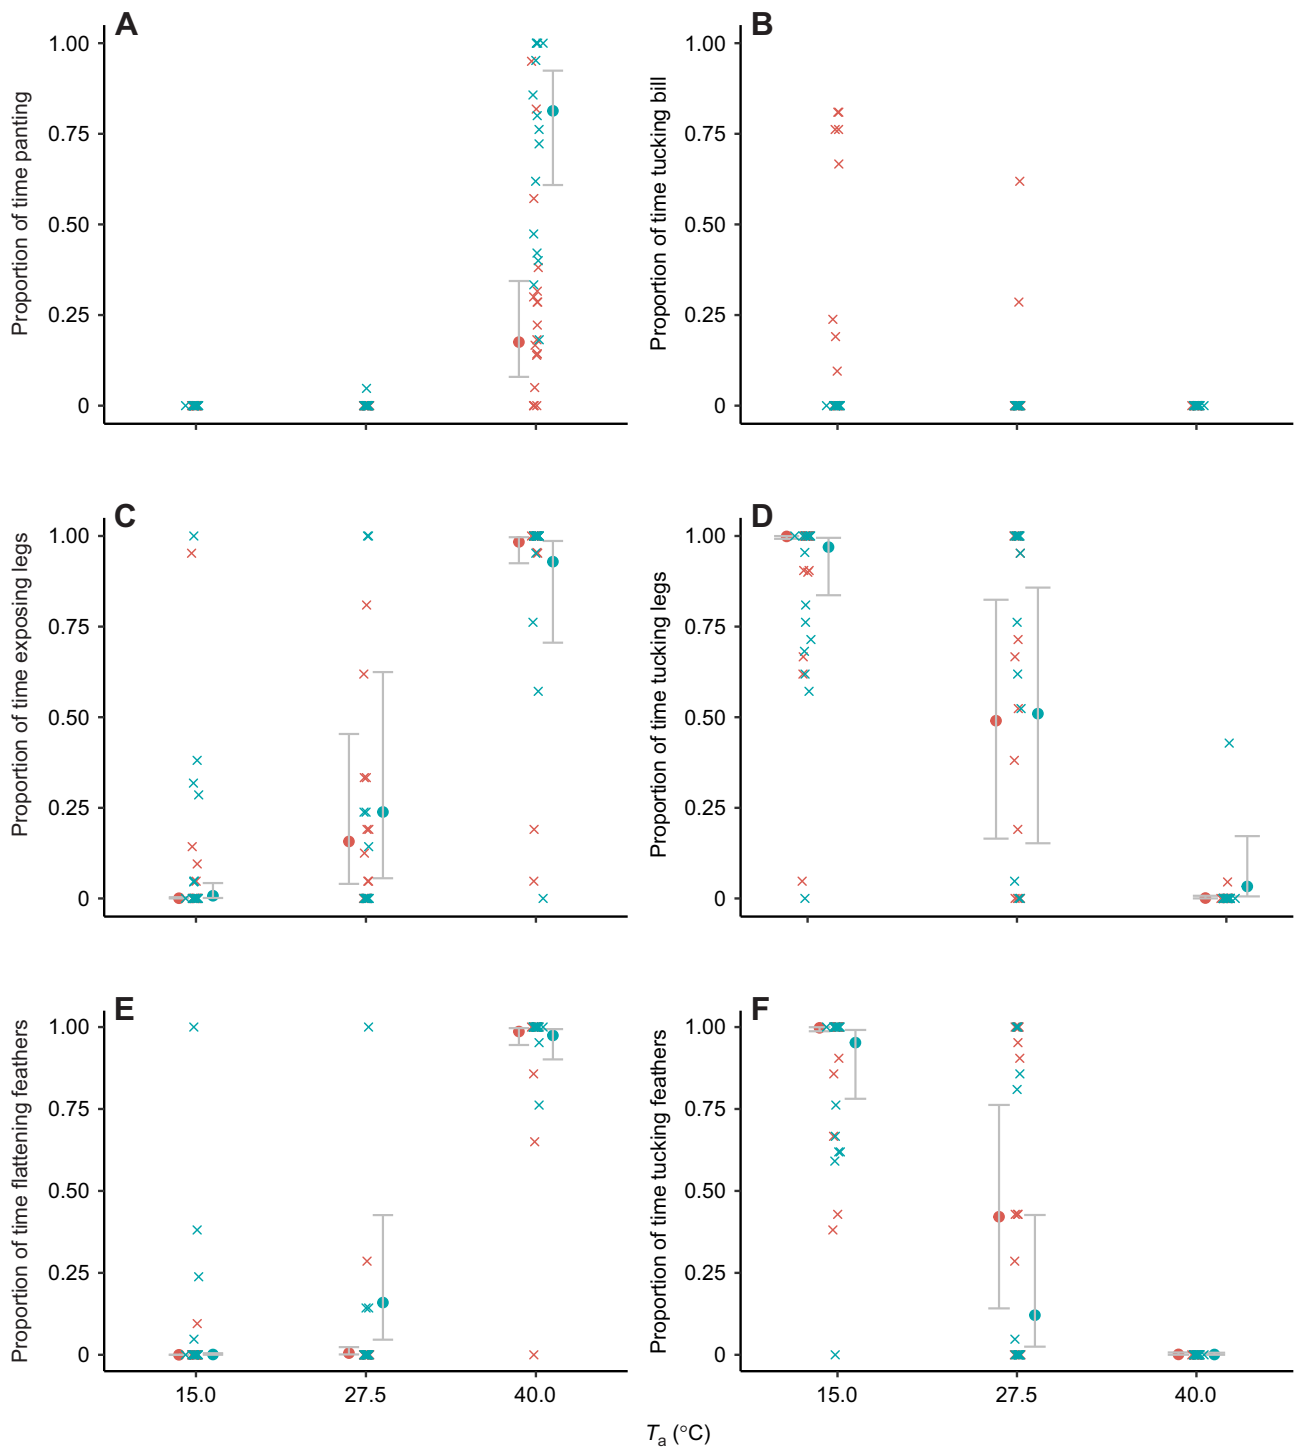 A
Proportion of time panting
1.00
0.75
0.50
0.25
0
B
Proportion of time tucking bill
1.00
0.75
0.50
0.25
0
C
Proportion of time exposing legs
1.00
0.75
0.50
0.25
0
D
Proportion of time tucking legs
1.00
0.75
0.50
0.25
0
E
Proportion of time flattening feathers
1.00
0.75
0.50
0.25
0
15.0 27.5 40.0
F
Proportion of time tucking feathers
1.00
0.75
0.50
0.25
0
15.0 27.5 40.0
Ta (°C)